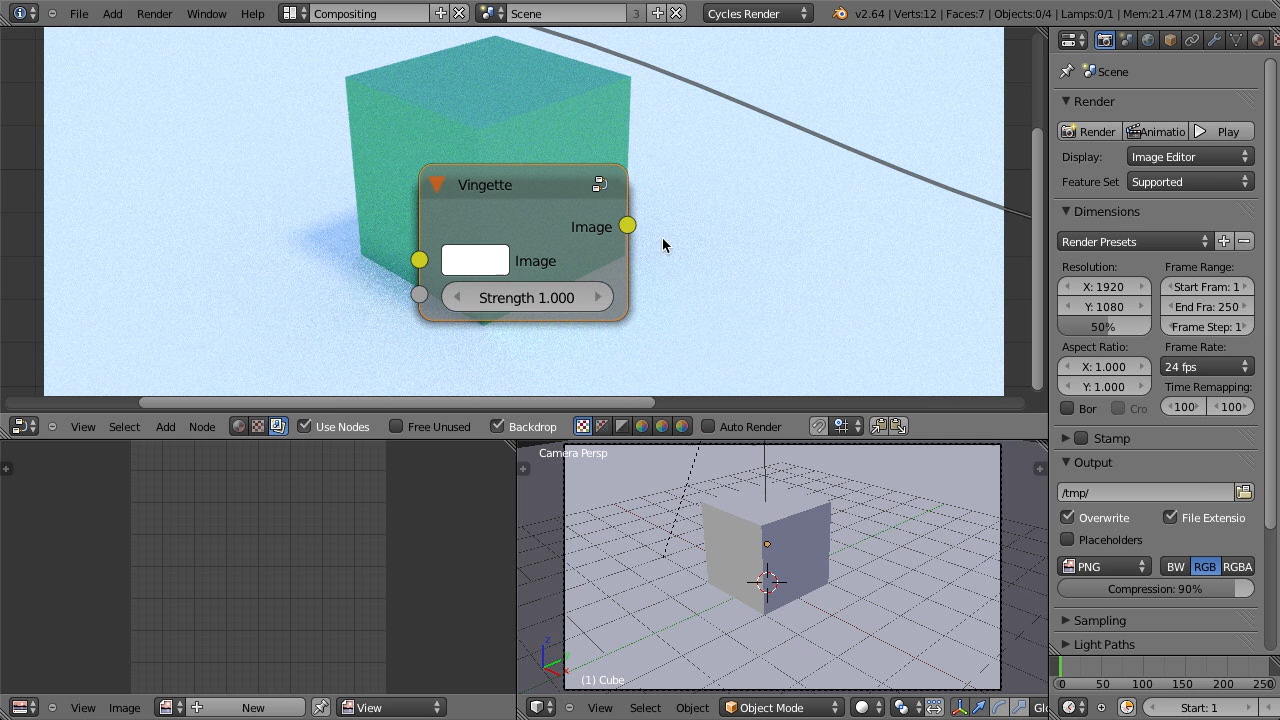 File Add Render Window Help Compositing Scene 3 Cycles Render v2.64 | Verts:12 | Faces:7 | Objects:0/4 | Lamps:0/1 | Mem:21.47M (18.23M) | Cube
Scene
Render
Render Animatio Play
Display: Image Editor
Feature Set Supported
Dimensions
Render Presets
Resolution: Frame Range:
X: 1920 Start Fram: 1
Y: 1080 End Fra: 250
50% Frame Step: 1
Aspect Ratio: Frame Rate:
X: 1.000 24 fps
Y: 1.000 Time Remapping:
Bor Cro 100 100
Stamp
Output
/tmp/
Overwrite File Extensio
Placeholders
PNG BW RGB RGBA
Compression: 90%
Sampling
Light Paths
Vingette
Image
Image
Strength 1.000
View Select Add Node Use Nodes Free Unused Backdrop Auto Render
Camera Persp
z
y
x
(1) Cube
View Image New View
View Select Object Object Mode Glo
0 50 100 150 200 250
Start: 1